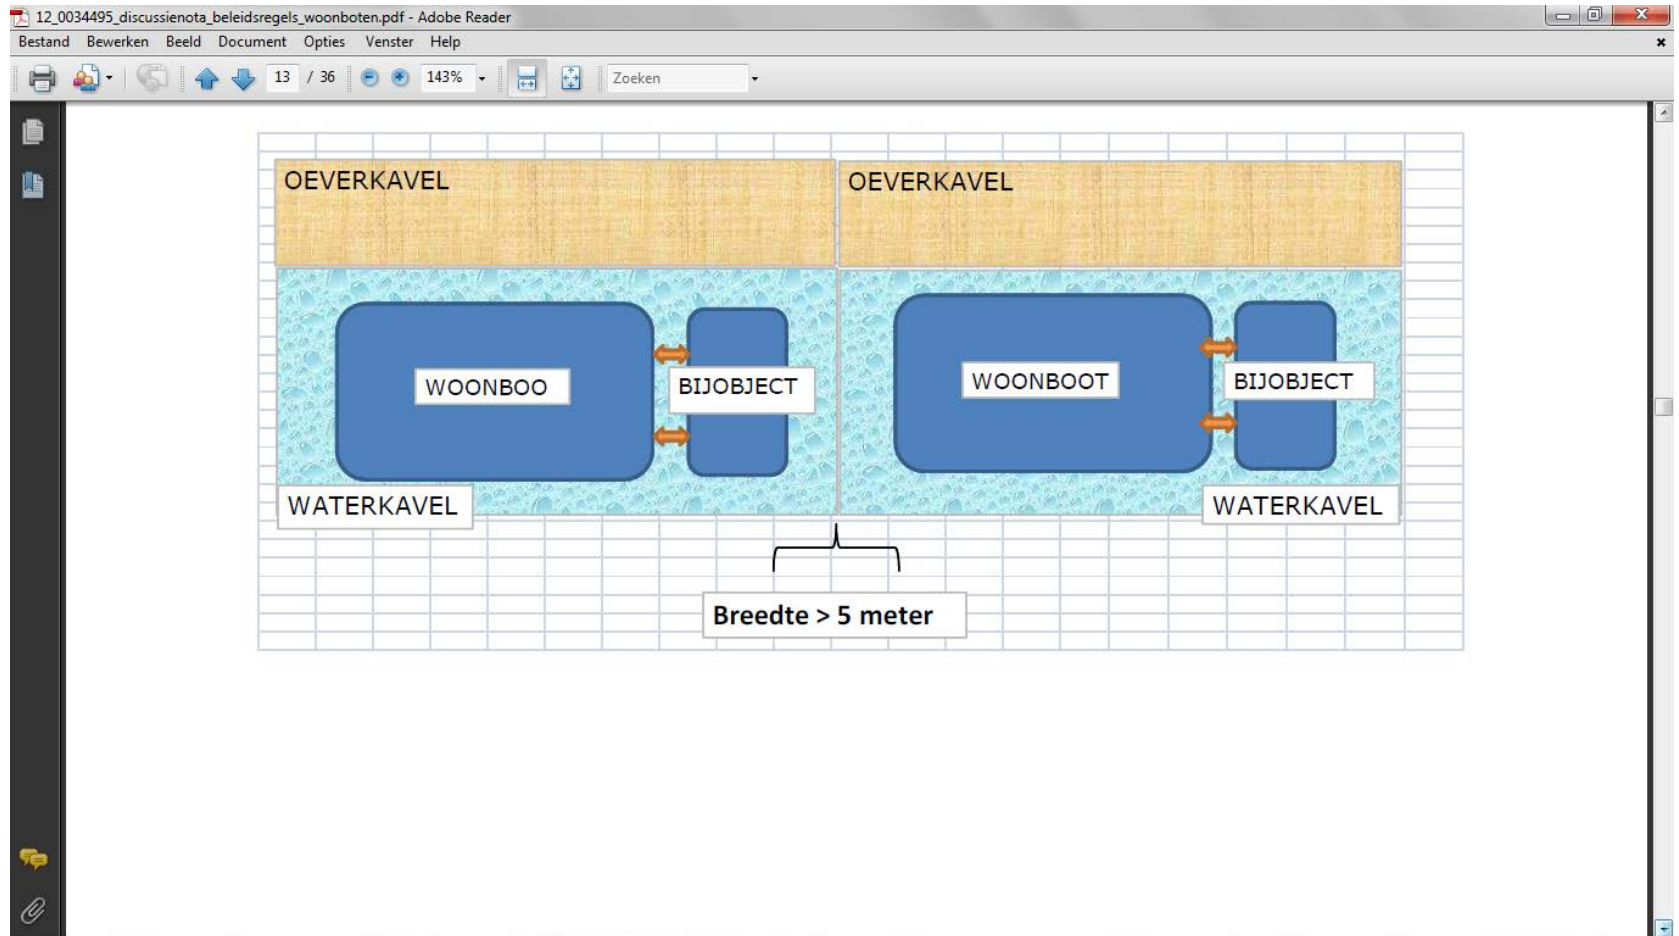 12_0034495_discussienota_beleidsregels_woonboten.pdf - Adobe Reader
Bestand Bewerken Beeld Document Opties Venster Help
13 / 36 143% Zoeken
OEVERKAVEL OEVERKAVEL
WOONBOO BIJOBJECT WOONBOOT BIJOBJECT
WATERKAVEL WATERKAVEL
Breedte > 5 meter